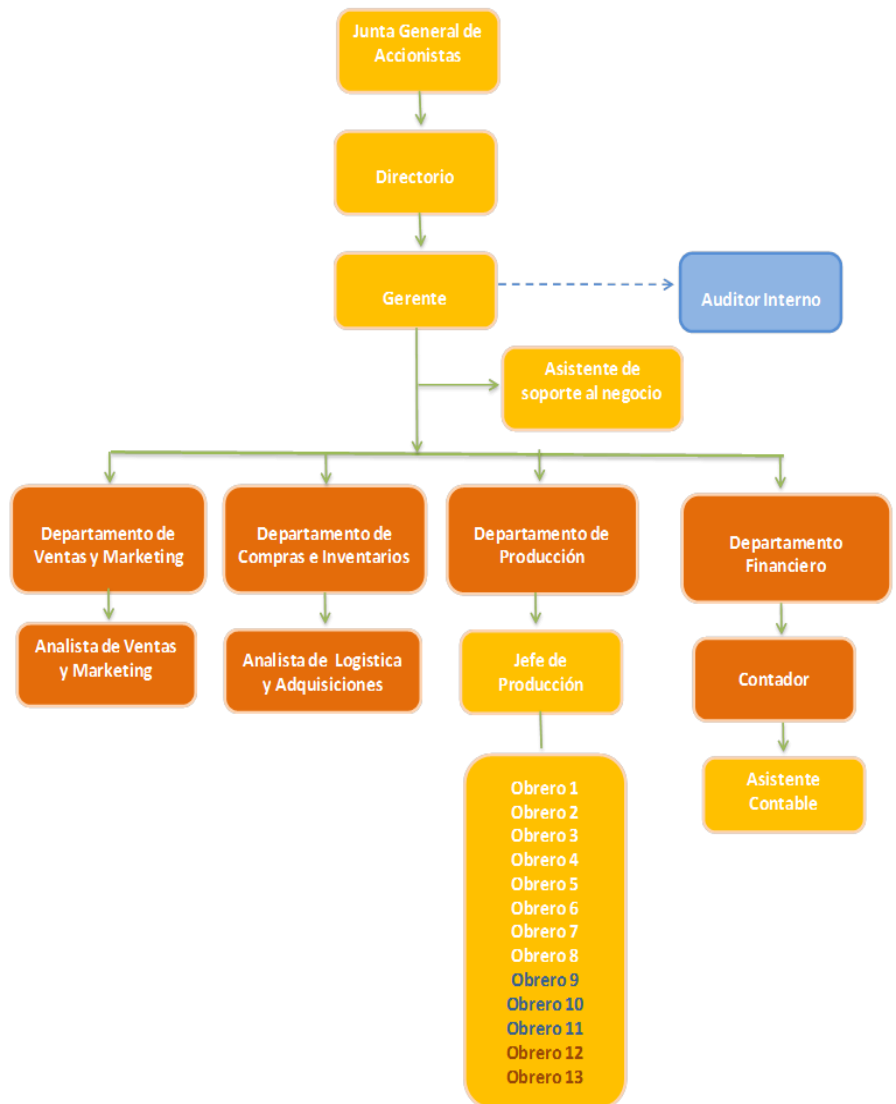 Junta General de
Accionistas
Directorio
Gerente
Auditor Interno
Asistente de
soporte al negocio
Departamento de
Ventas y Marketing
Departamento de
Compras e Inventarios
Departamento de
Producción
Departamento
Financiero
Analista de Ventas
y Marketing
Analista de Logistica
y Adquisiciones
Jefe de
Producción
Contador
Asistente
Contable
Obrero 1
Obrero 2
Obrero 3
Obrero 4
Obrero 5
Obrero 6
Obrero 7
Obrero 8
Obrero 9
Obrero 10
Obrero 11
Obrero 12
Obrero 13